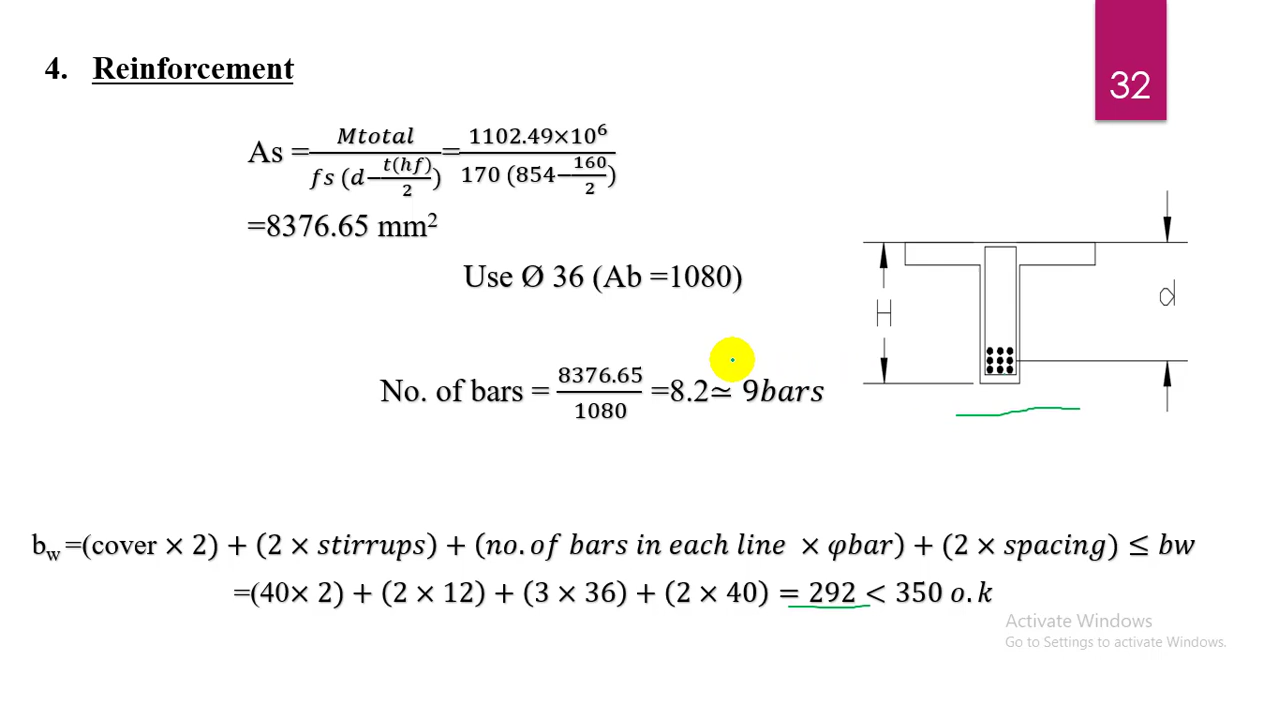 32
4. Reinforcement
As = Mtotal / fs (d−t(hf)/2) = 1102.49×10⁶ / 170 (854−160/2)
=8376.65 mm²
Use Ø 36 (Ab =1080)
H
d
No. of bars = 8376.65 / 1080 =8.2≃ 9bars
bw =(cover × 2) + (2 × stirrups) + (no. of bars in each line × φbar) + (2 × spacing) ≤ bw
=(40× 2) + (2 × 12) + (3 × 36) + (2 × 40) = 292 < 350 o. k
Activate Windows
Go to Settings to activate Windows.